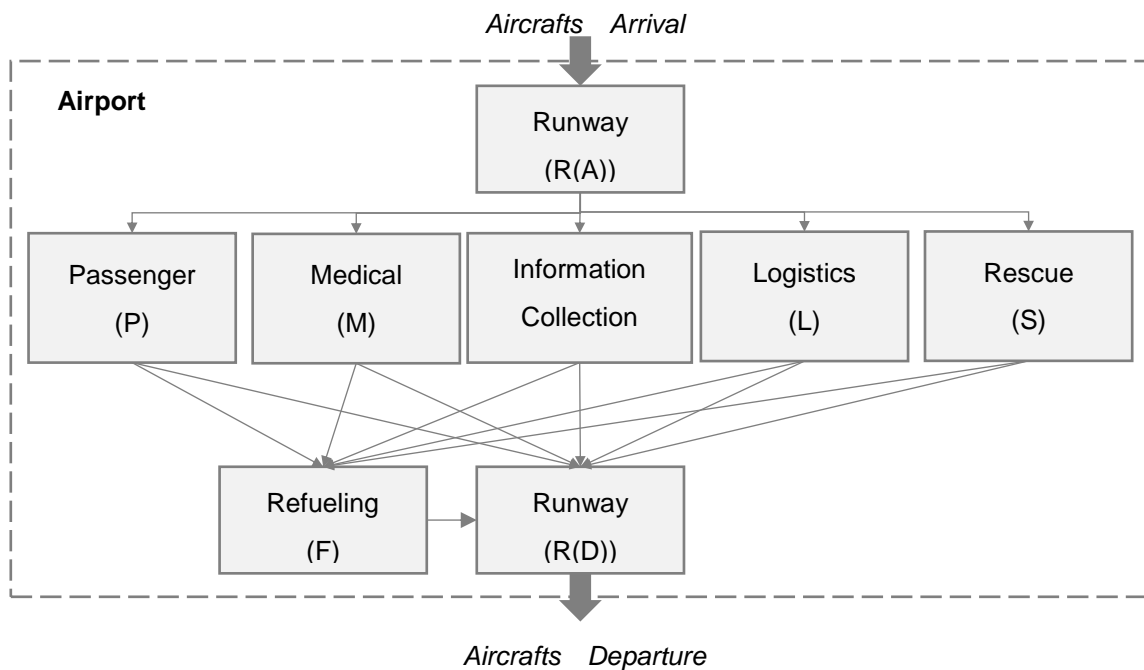 Aircrafts Arrival
Airport
Runway
(R(A))
Passenger
(P)
Medical
(M)
Information
Collection
Logistics
(L)
Rescue
(S)
Refueling
(F)
Runway
(R(D))
Aircrafts Departure